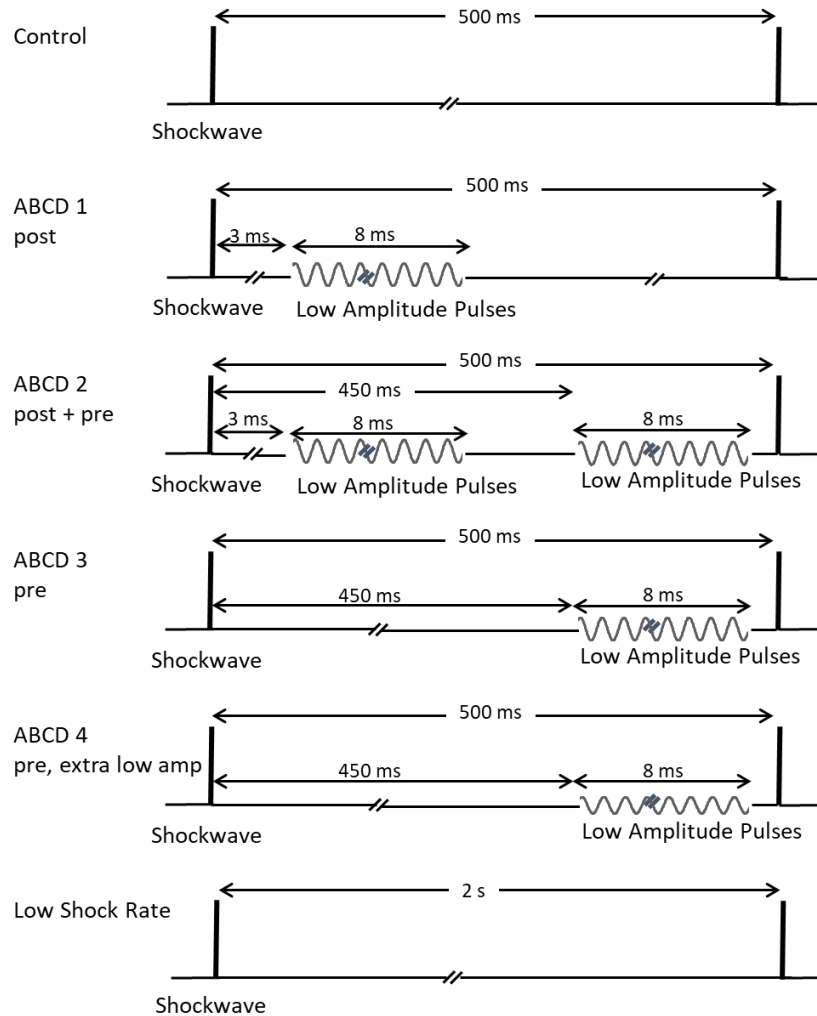 500 ms
Control
Shockwave
500 ms
ABCD 1
post
3 ms
8 ms
Shockwave
Low Amplitude Pulses
500 ms
ABCD 2
post + pre
450 ms
3 ms
8 ms
8 ms
Shockwave
Low Amplitude Pulses
Low Amplitude Pulses
500 ms
ABCD 3
pre
450 ms
8 ms
Shockwave
Low Amplitude Pulses
500 ms
ABCD 4
pre, extra low amp
450 ms
8 ms
Shockwave
Low Amplitude Pulses
2 s
Low Shock Rate
Shockwave